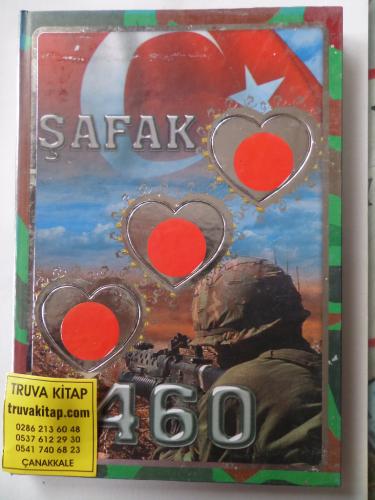 ŞAFAK
460
TRUVA KİTAP
truvakitap.com
0286 213 60 48
0537 612 29 30
0541 740 68 23
ÇANAKKALE